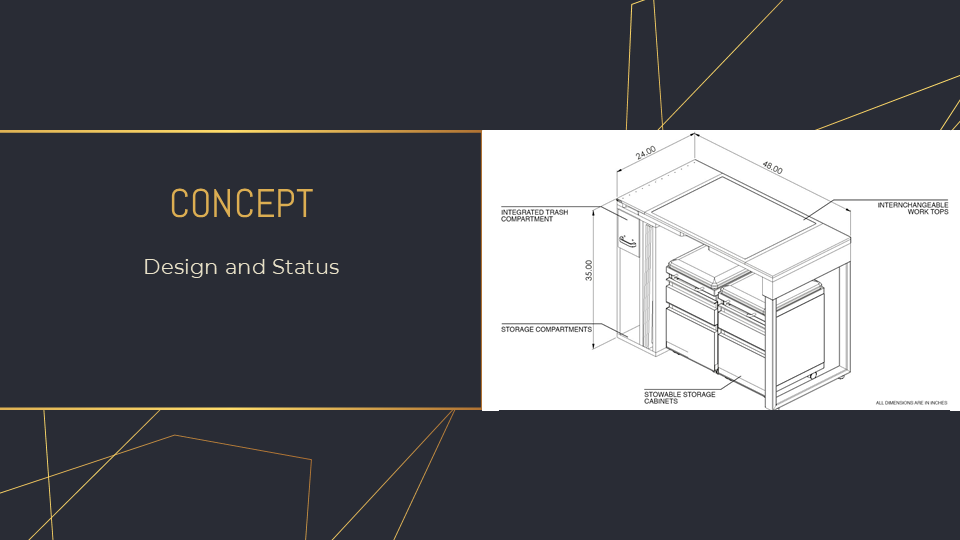 CONCEPT
Design and Status
24.00
48.00
INTEGRATED TRASH
COMPARTMENT
INTERNCHANGEABLE
WORK TOPS
35.00
STORAGE COMPARTMENTS
STOWABLE STORAGE
CABINETS
ALL DIMENSIONS ARE IN INCHES